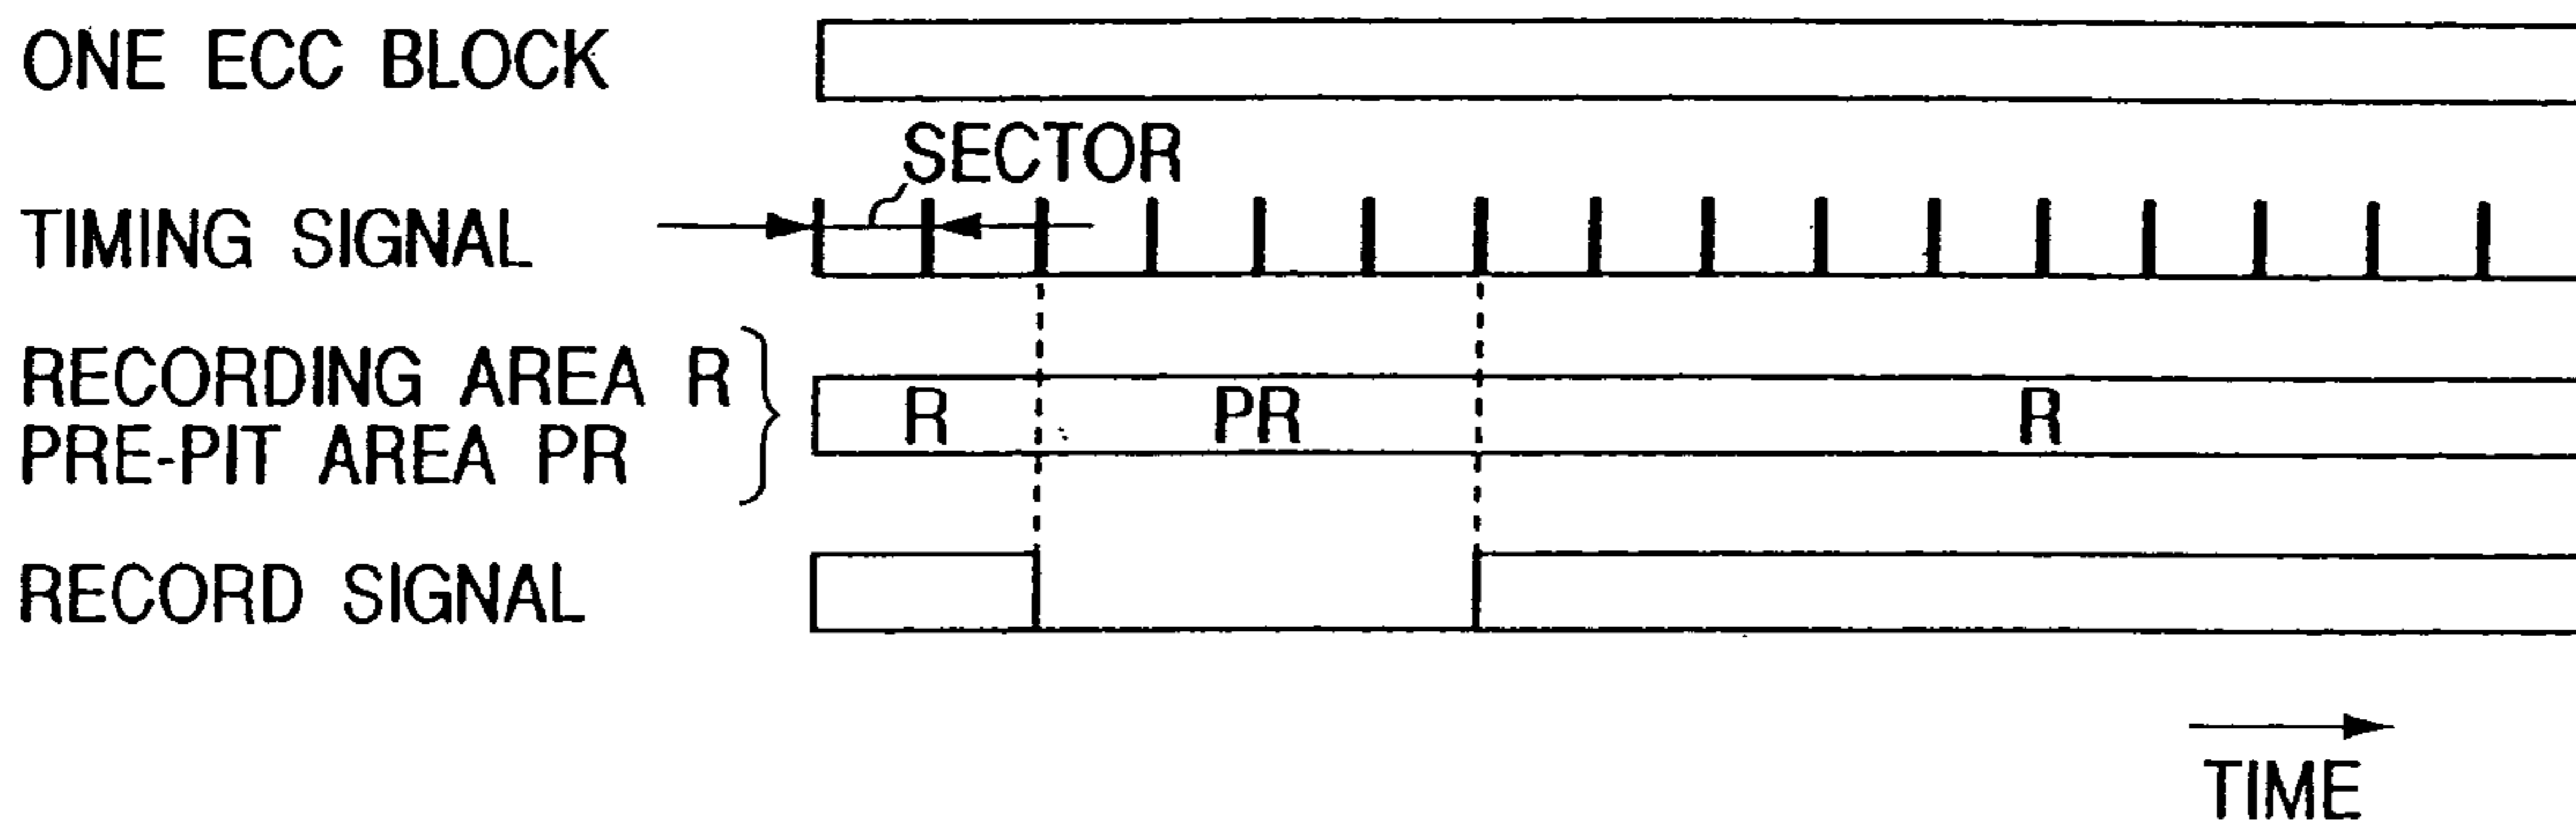 ONE ECC BLOCK
SECTOR
TIMING SIGNAL
RECORDING AREA R
PRE-PIT AREA PR
R
PR
R
RECORD SIGNAL
TIME